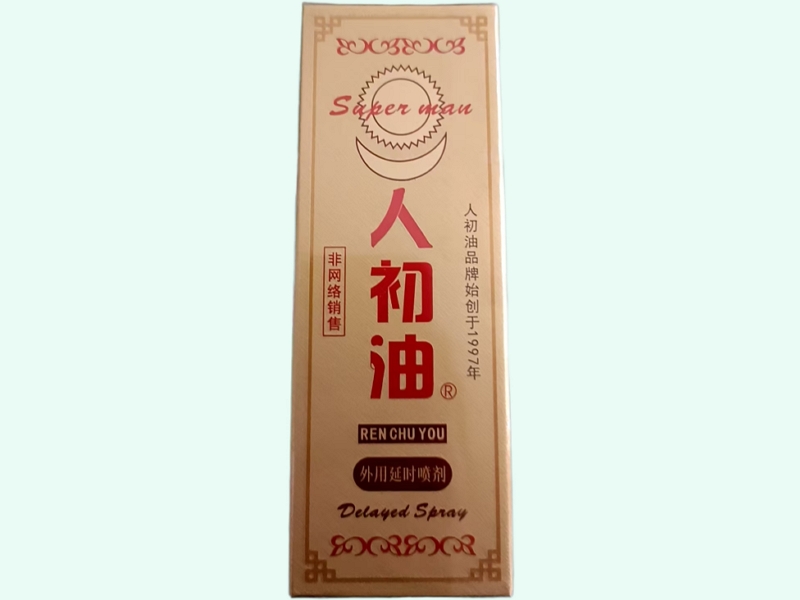 Super man
人初油®
人初油品牌始创于1997年
非网络销售
REN CHU YOU
外用延时喷剂
Delayed Spray